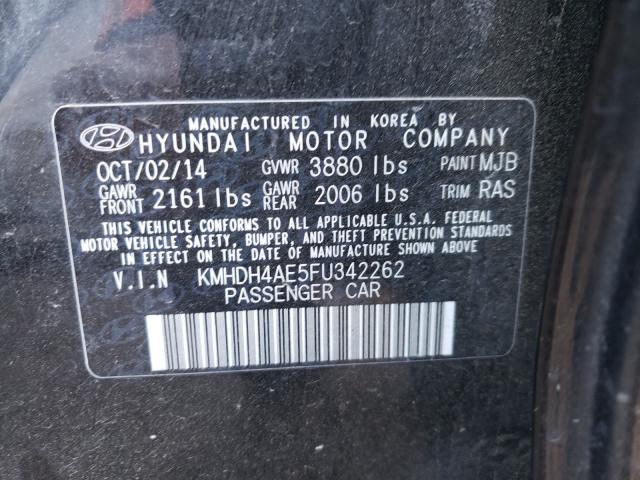 MANUFACTURED IN KOREA BY
HYUNDAI MOTOR COMPANY
OCT/02/14 GVWR 3880 lbs PAINT MJB
GAWR FRONT 2161 lbs GAWR REAR 2006 lbs TRIM RAS
THIS VEHICLE CONFORMS TO ALL APPLICABLE U.S.A. FEDERAL
MOTOR VEHICLE SAFETY, BUMPER, AND THEFT PREVENTION STANDARDS
IN EFFECT ON THE DATE OF MANUFACTURE SHOWN ABOVE.
V.I.N KMHDH4AE5FU342262
PASSENGER CAR